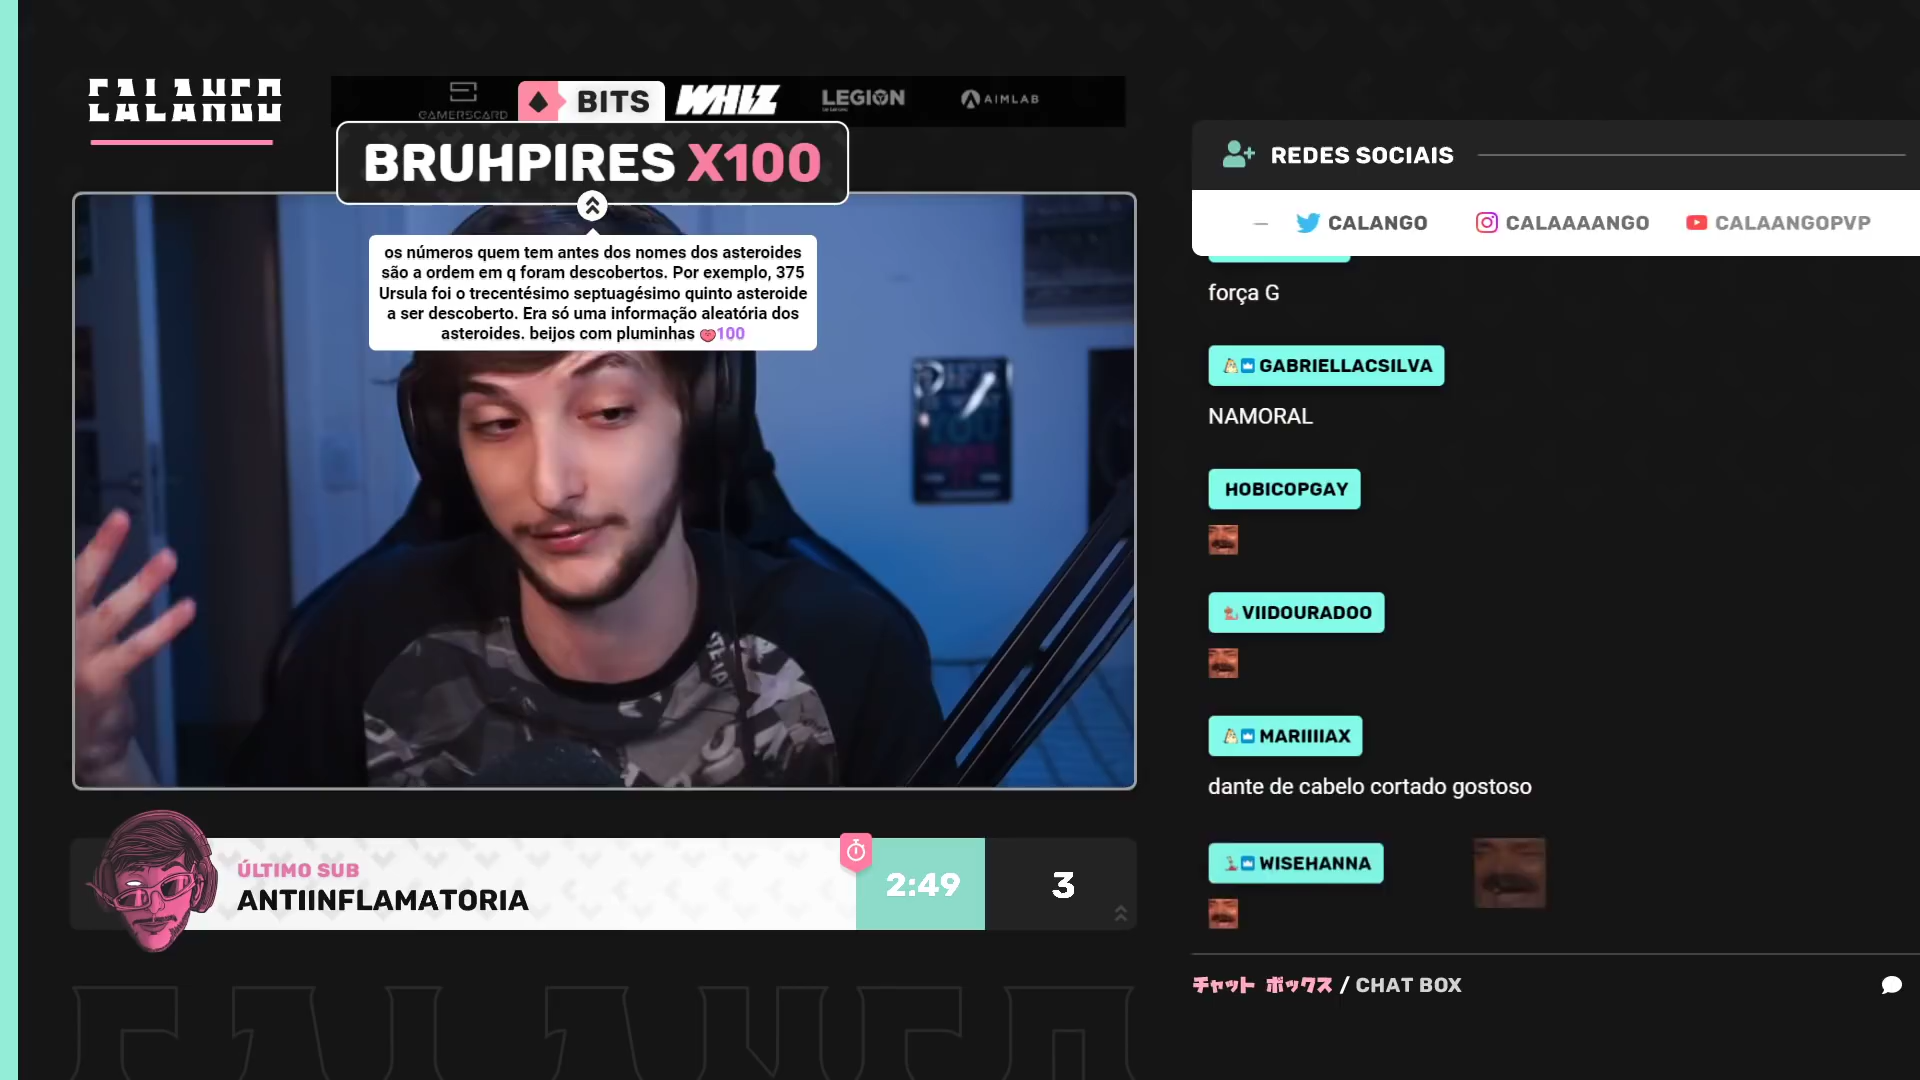 CALANGO
GAMERSCARD
BITS
WHIZ
LEGION
AIMLAB
BRUHPIRES X100
os números quem tem antes dos nomes dos asteroides
são a ordem em q foram descobertos. Por exemplo, 375
Ursula foi o trecentésimo septuagésimo quinto asteroide
a ser descoberto. Era só uma informação aleatória dos
asteroides. beijos com pluminhas 100
ÚLTIMO SUB
ANTIINFLAMATORIA
2:49
3
REDES SOCIAIS
CALANGO
CALAAAANGO
CALAANGOPVP
força G
GABRIELLACSILVA
NAMORAL
HOBICOPGAY
VIIDOURADOO
MARIIIIAX
dante de cabelo cortado gostoso
WISEHANNA
チャット ボックス / CHAT BOX
CALANGO